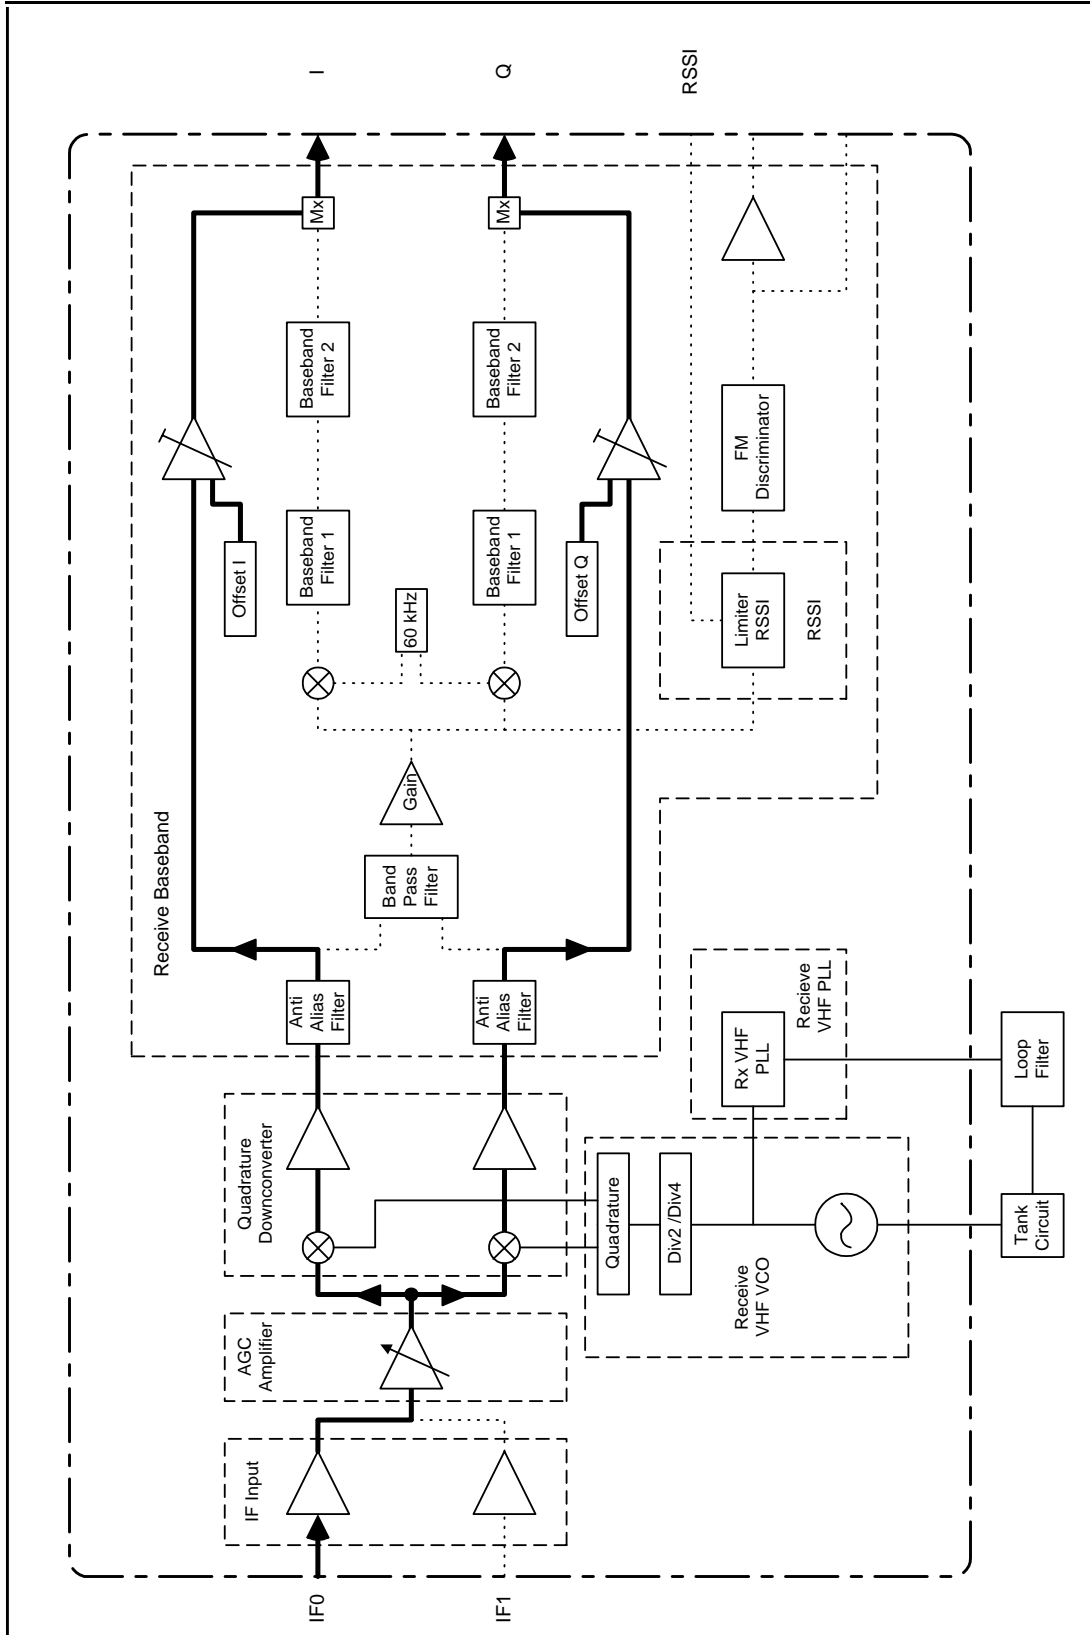 I
Q
RSSI
Receive Baseband
Mx
Mx
Baseband
Filter 2
Baseband
Filter 2
FM
Discriminator
Offset I
Baseband
Filter 1
60 kHz
Baseband
Filter 1
Offset Q
Limiter
RSSI
RSSI
Gain
Band
Pass
Filter
Anti
Alias
Filter
Anti
Alias
Filter
Rx VHF
PLL
Recieve
VHF PLL
Loop
Filter
Quadrature
Downconverter
Quadrature
Div2 /Div4
Receive
VHF VCO
Tank
Circuit
AGC
Amplifier
IF Input
IF0
IF1